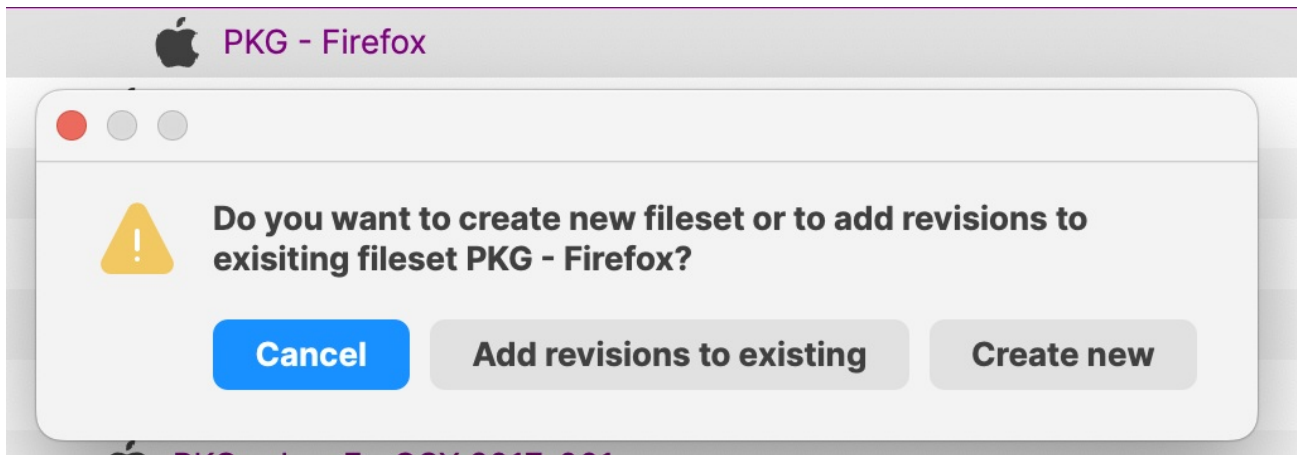 PKG - Firefox
Do you want to create new fileset or to add revisions to
exisiting fileset PKG - Firefox?
Cancel
Add revisions to existing
Create new